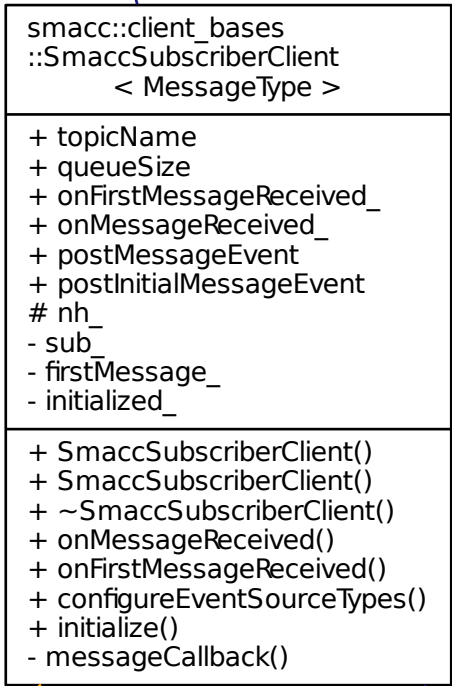 smacc::client_bases
::SmaccSubscriberClient
< MessageType >
+ topicName
+ queueSize
+ onFirstMessageReceived_
+ onMessageReceived_
+ postMessageEvent
+ postInitialMessageEvent
# nh_
- sub_
- firstMessage_
- initialized_
+ SmaccSubscriberClient()
+ SmaccSubscriberClient()
+ ~SmaccSubscriberClient()
+ onMessageReceived()
+ onFirstMessageReceived()
+ configureEventSourceTypes()
+ initialize()
- messageCallback()